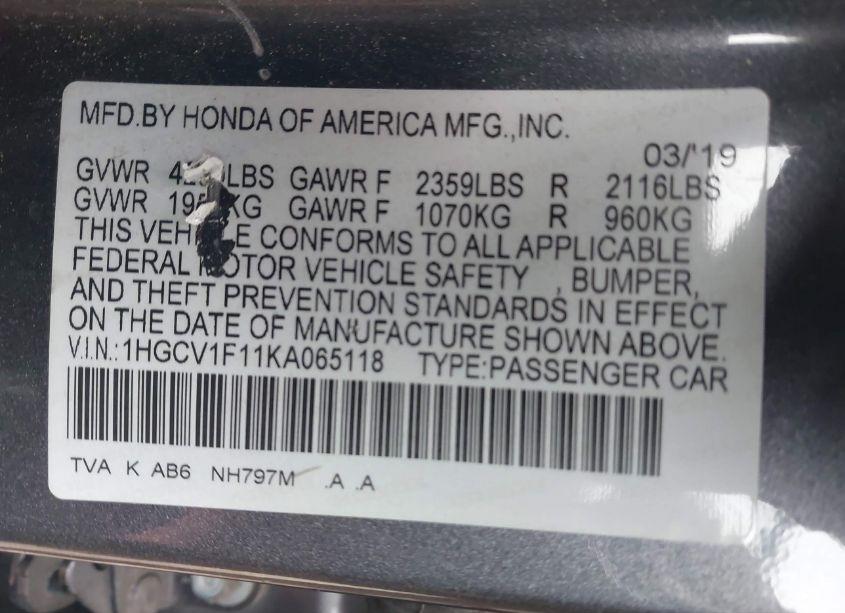 MFD.BY HONDA OF AMERICA MFG.,INC.
03/'19
GVWR LBS GAWR F 2359LBS R 2116LBS
GVWR KG GAWR F 1070KG R 960KG
THIS CONFORMS TO ALL APPLICABLE
FEDERAL VEHICLE SAFETY , BUMPER,
AND THEFT PREVENTION STANDARDS IN EFFECT
ON THE DATE OF MANUFACTURE SHOWN ABOVE.
V.I.N.:1HGCV1F11KA065118 TYPE:PASSENGER CAR
TVA K AB6 NH797M .A .A